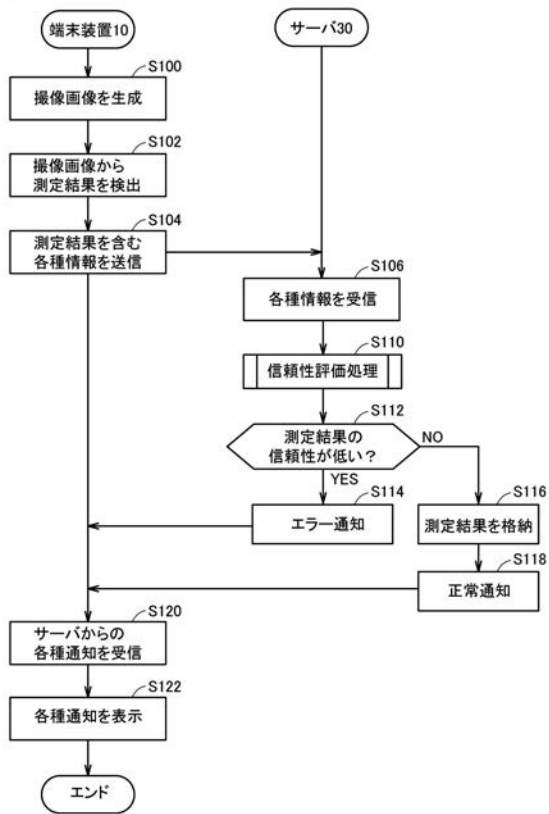 端末装置10
サーバ30
S100
撮像画像を生成
S102
撮像画像から
測定結果を検出
S104
測定結果を含む
各種情報を送信
S106
各種情報を受信
S110
信頼性評価処理
S112
測定結果の
信頼性が低い？
NO
YES
S114
エラー通知
S116
測定結果を格納
S118
正常通知
S120
サーバからの
各種通知を受信
S122
各種通知を表示
エンド